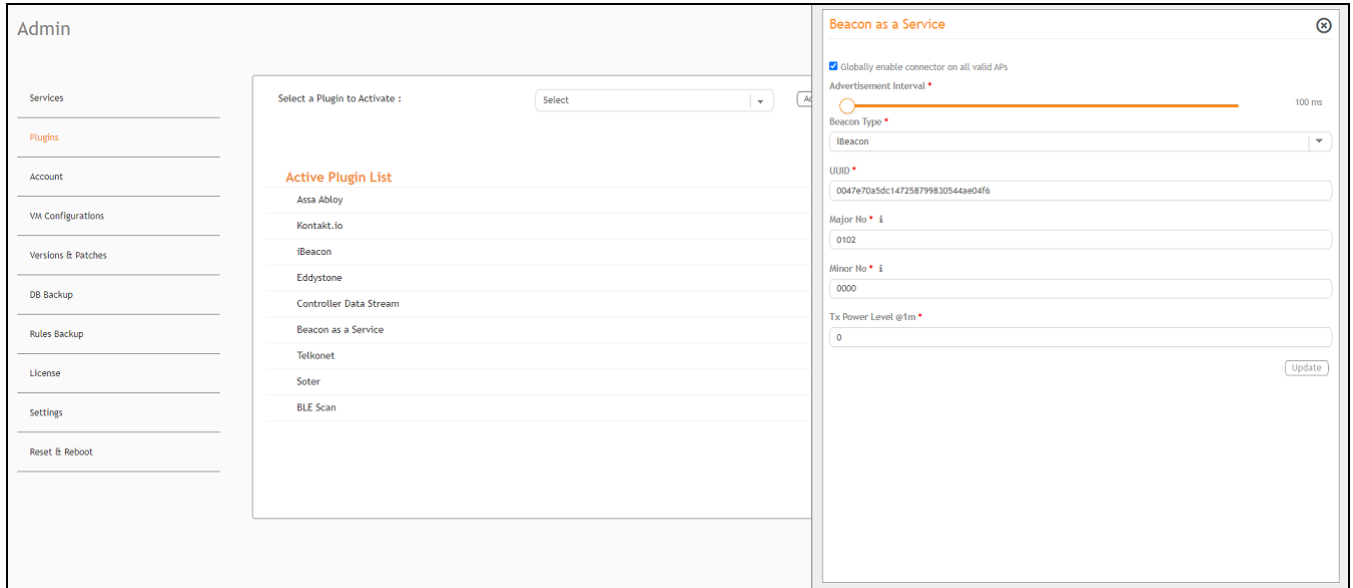 Admin
Services
Plugins
Account
VM Configurations
Versions & Patches
DB Backup
Rules Backup
License
Settings
Reset & Reboot
Select a Plugin to Activate :
Select
Active Plugin List
Assa Abloy
Kontakt.io
iBeacon
Eddystone
Controller Data Stream
Beacon as a Service
Telkonet
Soter
BLE Scan
Beacon as a Service
Globally enable connector on all valid APs
Advertisement Interval *
100 ms
Beacon Type *
iBeacon
UUID *
0047e70a5dc147258799830544ae04f6
Major No * i
0102
Minor No * i
0000
Tx Power Level @1m *
0
Update